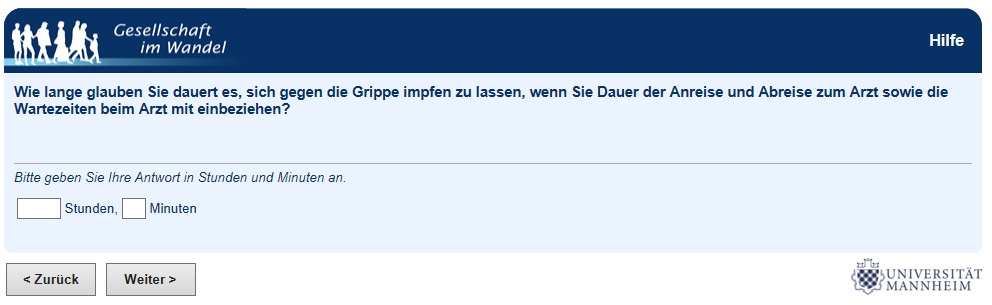 Gesellschaft
im Wandel
Hilfe
Wie lange glauben Sie dauert es, sich gegen die Grippe impfen zu lassen, wenn Sie Dauer der Anreise und Abreise zum Arzt sowie die
Wartezeiten beim Arzt mit einbeziehen?
Bitte geben Sie Ihre Antwort in Stunden und Minuten an.
Stunden, Minuten
< Zurück Weiter >
UNIVERSITÄT
MANNHEIM